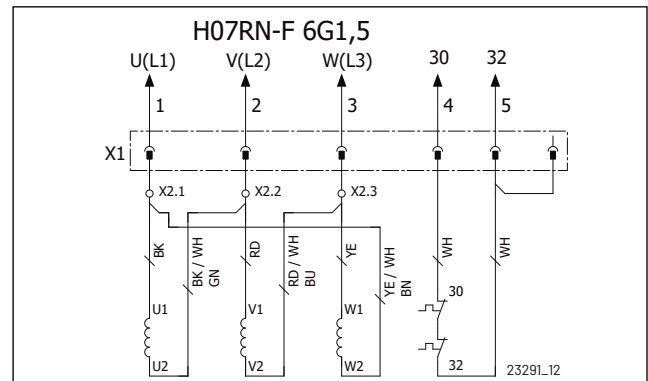 H07RN-F 6G1,5
U(L1) V(L2) W(L3) 30 32
1 2 3 4 5
X1
X2.1 X2.2 X2.3
BK
BK / WH
GN
RD
RD / WH
BU
YE
YE / WH
BN
WH
WH
30
U1 V1 W1
U2 V2 W2 32
23291_12